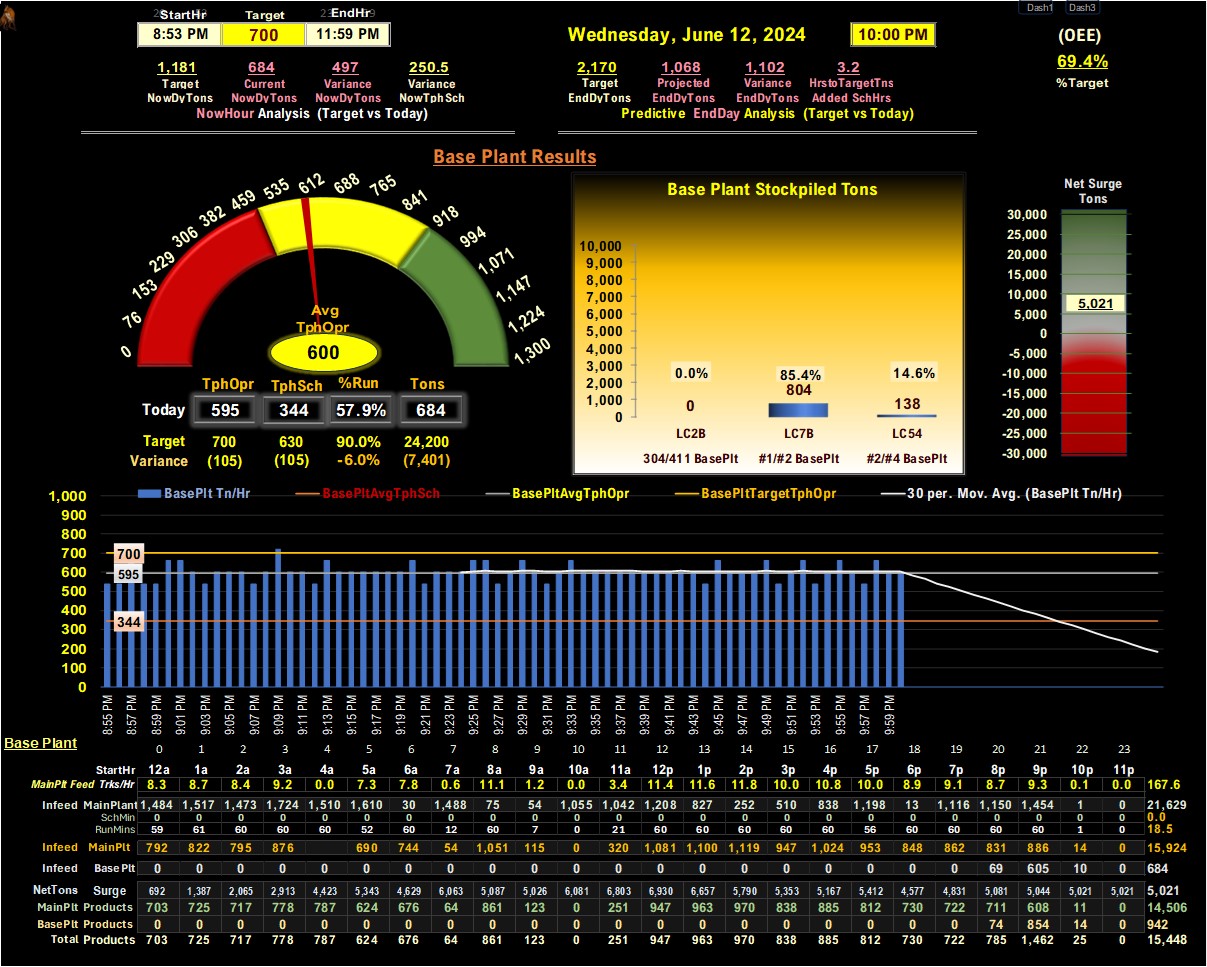 Dash1 Dash3
StartHr Target EndHr
8:53 PM 700 11:59 PM
Wednesday, June 12, 2024 10:00 PM
(OEE)
69.4%
%Target
1,181 684 497 250.5
Target Current Variance Variance
NowDyTons NowDyTons NowDyTons NowTphSch
NowHour Analysis (Target vs Today)
2,170 1,068 1,102 3.2
Target Projected Variance HrstoTargetTns
EndDyTons EndDyTons EndDyTons Added SchHrs
Predictive EndDay Analysis (Target vs Today)
Base Plant Results
0 76 153 229 306 382 459 535 612 688 765 841 918 994 1,071 1,147 1,224 1,300
Avg
TphOpr
600
TphOpr TphSch %Run Tons
Today 595 344 57.9% 684
Target 700 630 90.0% 24,200
Variance (105) (105) -6.0% (7,401)
Base Plant Stockpiled Tons
10,000
9,000
8,000
7,000
6,000
5,000
4,000
3,000
2,000
1,000
0
0.0% 85.4% 14.6%
0 804 138
LC2B LC7B LC54
304/411 BasePlt #1/#2 BasePlt #2/#4 BasePlt
Net Surge
Tons
30,000
25,000
20,000
15,000
10,000
5,021
5,000
0
-5,000
-10,000
-15,000
-20,000
-25,000
-30,000
BasePlt Tn/Hr BasePltAvgTphSch BasePltAvgTphOpr BasePltTargetTphOpr 30 per. Mov. Avg. (BasePlt Tn/Hr)
1,000
900
800
700
600
500
400
300
200
100
0
700
595
344
8:55 PM 8:57 PM 8:59 PM 9:01 PM 9:03 PM 9:05 PM 9:07 PM 9:09 PM 9:11 PM 9:13 PM 9:15 PM 9:17 PM 9:19 PM 9:21 PM 9:23 PM 9:25 PM 9:27 PM 9:29 PM 9:31 PM 9:33 PM 9:35 PM 9:37 PM 9:39 PM 9:41 PM 9:43 PM 9:45 PM 9:47 PM 9:49 PM 9:51 PM 9:53 PM 9:55 PM 9:57 PM 9:59 PM
Base Plant
0 1 2 3 4 5 6 7 8 9 10 11 12 13 14 15 16 17 18 19 20 21 22 23
StartHr 12a 1a 2a 3a 4a 5a 6a 7a 8a 9a 10a 11a 12p 1p 2p 3p 4p 5p 6p 7p 8p 9p 10p 11p
MainPlt Feed Trks/Hr 8.3 8.7 8.4 9.2 0.0 7.3 7.8 0.6 11.1 1.2 0.0 3.4 11.4 11.6 11.8 10.0 10.8 10.0 8.9 9.1 8.7 9.3 0.1 0.0 167.6
Infeed MainPlant 1,484 1,517 1,473 1,724 1,510 1,610 30 1,488 75 54 1,055 1,042 1,208 827 252 510 838 1,198 13 1,116 1,150 1,454 1 0 21,629
SchMin 0 0 0 0 0 0 0 0 0 0 0 0 0 0 0 0 0 0 0 0 0 0 0 0 0.0
RunMins 59 61 60 60 60 52 60 12 60 7 0 21 60 60 60 60 60 56 60 60 60 60 1 0 18.5
Infeed MainPlt 792 822 795 876 690 744 54 1,051 115 0 320 1,081 1,100 1,119 947 1,024 953 848 862 831 886 14 0 15,924
Infeed BasePlt 0 0 0 0 0 0 0 0 0 0 0 0 0 0 0 0 0 0 0 0 69 605 10 0 684
NetTons Surge 692 1,387 2,065 2,913 4,423 5,343 4,629 6,063 5,087 5,026 6,081 6,803 6,930 6,657 5,790 5,353 5,167 5,412 4,577 4,831 5,081 5,044 5,021 5,021 5,021
MainPlt Products 703 725 717 778 787 624 676 64 861 123 0 251 947 963 970 838 885 812 730 722 711 608 11 0 14,506
BasePlt Products 0 0 0 0 0 0 0 0 0 0 0 0 0 0 0 0 0 0 0 0 74 854 14 0 942
Total Products 703 725 717 778 787 624 676 64 861 123 0 251 947 963 970 838 885 812 730 722 785 1,462 25 0 15,448